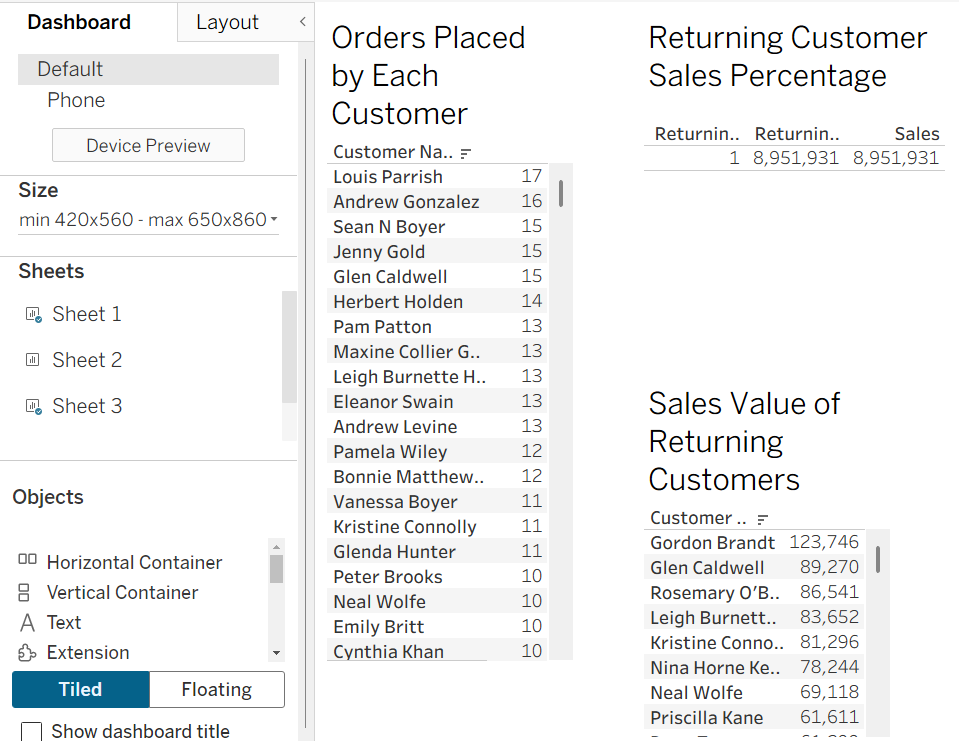 Dashboard
Layout
Default
Phone
Device Preview
Size
min 420x560 - max 650x860
Sheets
Sheet 1
Sheet 2
Sheet 3
Objects
Horizontal Container
Vertical Container
Text
Extension
Tiled
Floating
Show dashboard title
Orders Placed
by Each
Customer
Customer Na..
Louis Parrish 17
Andrew Gonzalez 16
Sean N Boyer 15
Jenny Gold 15
Glen Caldwell 15
Herbert Holden 14
Pam Patton 13
Maxine Collier G.. 13
Leigh Burnette H.. 13
Eleanor Swain 13
Andrew Levine 13
Pamela Wiley 12
Bonnie Matthew.. 12
Vanessa Boyer 11
Kristine Connolly 11
Glenda Hunter 11
Peter Brooks 10
Neal Wolfe 10
Emily Britt 10
Cynthia Khan 10
Returning Customer
Sales Percentage
Returnin.. Returnin.. Sales
1 8,951,931 8,951,931
Sales Value of
Returning
Customers
Customer ..
Gordon Brandt 123,746
Glen Caldwell 89,270
Rosemary O'B.. 86,541
Leigh Burnett.. 83,652
Kristine Conno.. 81,296
Nina Horne Ke.. 78,244
Neal Wolfe 69,118
Priscilla Kane 61,611